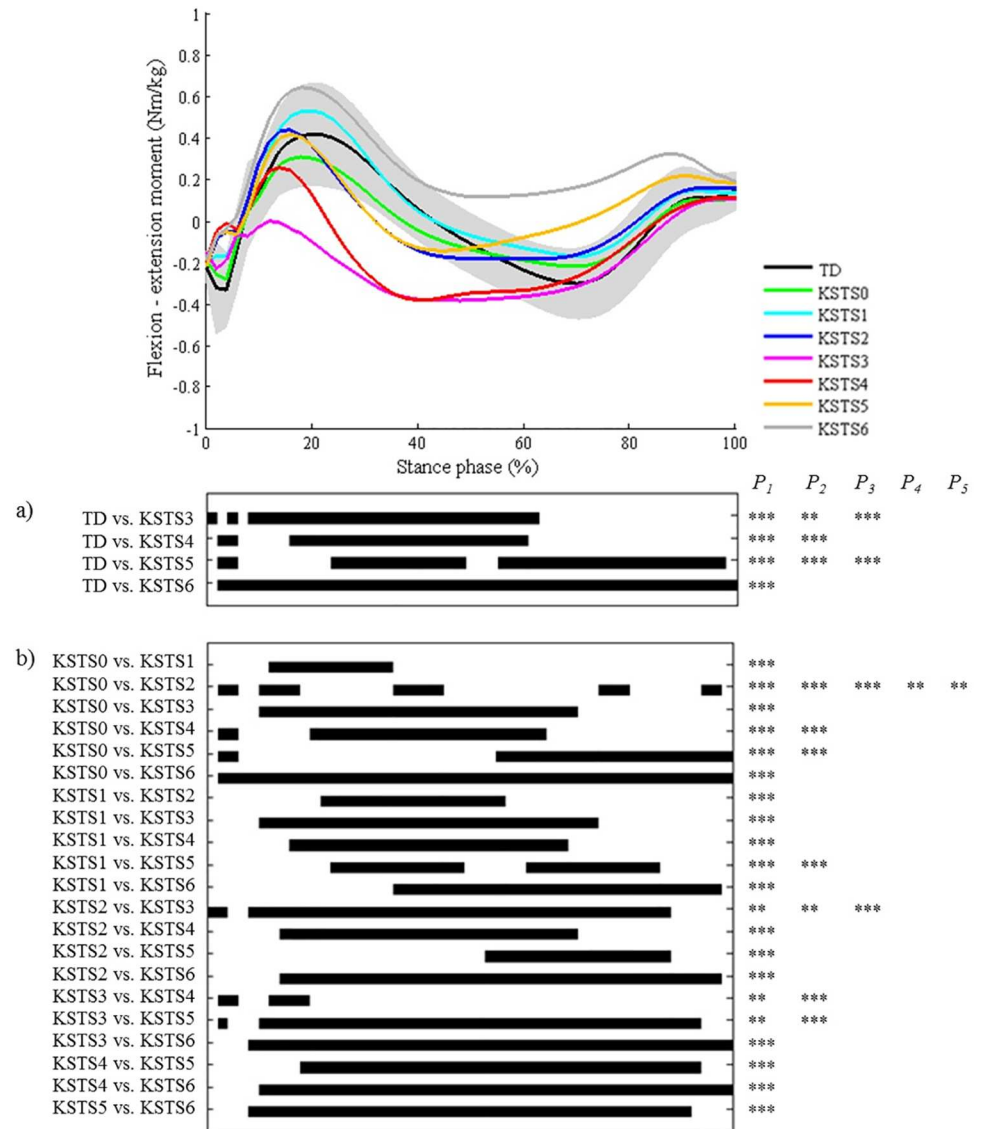 1
0.8
0.6
0.4
0.2
0
-0.2
-0.4
-0.6
-0.8
-1
Flexion - extension moment (Nm/kg)
0 20 40 60 80 100
Stance phase (%)
TD
KSTS0
KSTS1
KSTS2
KSTS3
KSTS4
KSTS5
KSTS6
P1 P2 P3 P4 P5
a)
TD vs. KSTS3 *** ** ***
TD vs. KSTS4 *** ***
TD vs. KSTS5 *** *** ***
TD vs. KSTS6 ***
b)
KSTS0 vs. KSTS1 ***
KSTS0 vs. KSTS2 *** *** *** ** **
KSTS0 vs. KSTS3 ***
KSTS0 vs. KSTS4 *** ***
KSTS0 vs. KSTS5 *** ***
KSTS0 vs. KSTS6 ***
KSTS1 vs. KSTS2 ***
KSTS1 vs. KSTS3 ***
KSTS1 vs. KSTS4 ***
KSTS1 vs. KSTS5 *** ***
KSTS1 vs. KSTS6 ***
KSTS2 vs. KSTS3 ** ** ***
KSTS2 vs. KSTS4 ***
KSTS2 vs. KSTS5 ***
KSTS2 vs. KSTS6 ***
KSTS3 vs. KSTS4 ** ***
KSTS3 vs. KSTS5 ** ***
KSTS3 vs. KSTS6 ***
KSTS4 vs. KSTS5 ***
KSTS4 vs. KSTS6 ***
KSTS5 vs. KSTS6 ***